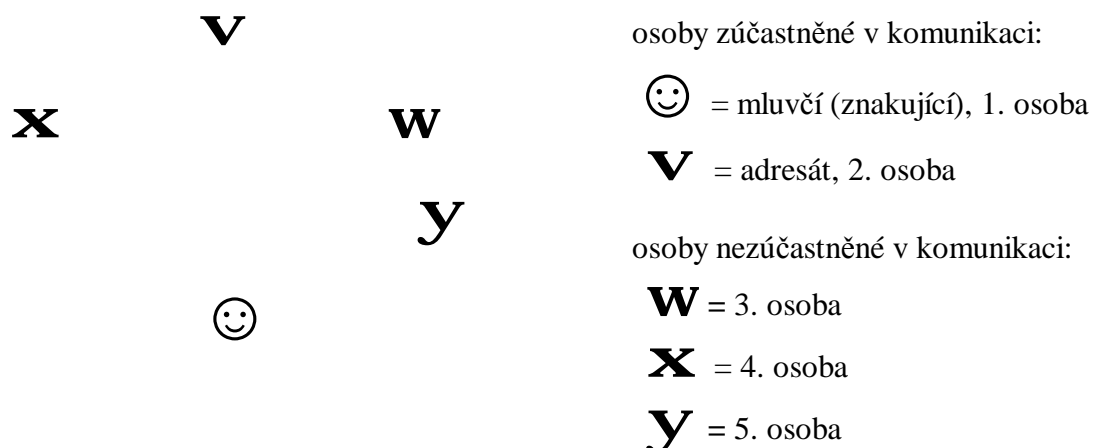 v
x
w
y
☺
osoby zúčastněné v komunikaci:
☺ = mluvčí (znakující), 1. osoba
v = adresát, 2. osoba
osoby nezúčastněné v komunikaci:
w = 3. osoba
x = 4. osoba
y = 5. osoba